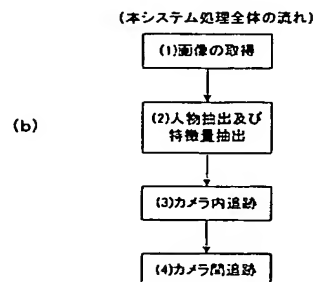 (本システム処理全体の流れ)
(1)画像の取得
(b)
(2)人物抽出及び
特徴量抽出
(3)カメラ内追跡
(4)カメラ間追跡